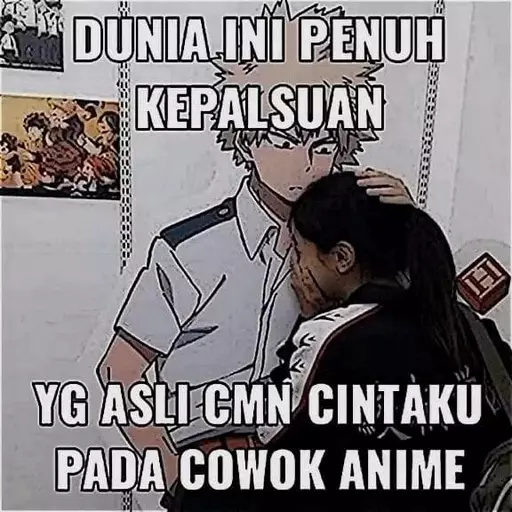 DUNIA INI PENUH
KEPALSUAN
YG ASLI CMN CINTAKU
PADA COWOK ANIME